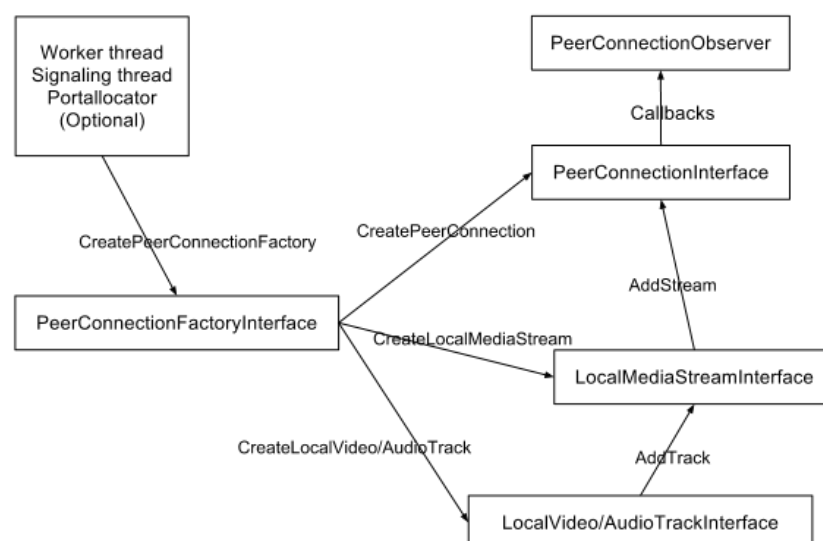 Worker thread
Signaling thread
Portallocator
(Optional)
PeerConnectionObserver
Callbacks
PeerConnectionInterface
CreatePeerConnectionFactory
CreatePeerConnection
AddStream
PeerConnectionFactoryInterface
CreateLocalMediaStream
LocalMediaStreamInterface
CreateLocalVideo/AudioTrack
AddTrack
LocalVideo/AudioTrackInterface